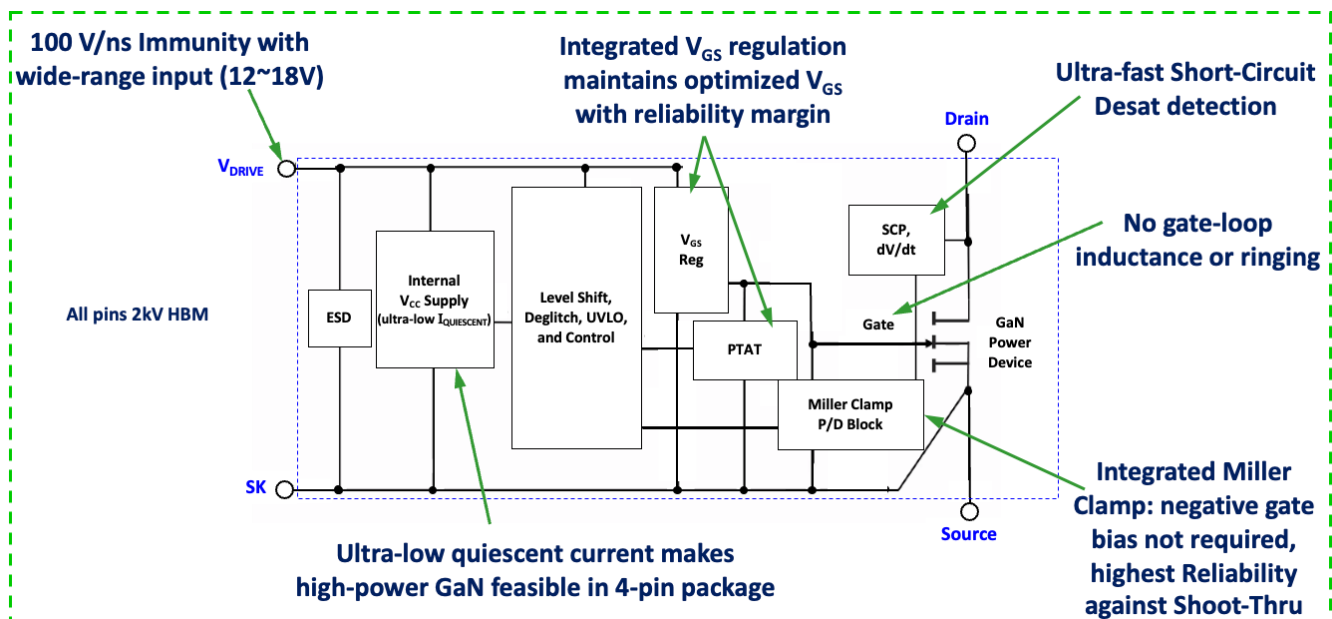 100 V/ns Immunity with
wide-range input (12~18V)
Integrated VGS regulation
maintains optimized VGS
with reliability margin
Ultra-fast Short-Circuit
Desat detection
Drain
VDRIVE
No gate-loop
inductance or ringing
SCP,
dV/dt
VGS
Reg
Internal
VCC Supply
(ultra-low IQUIESCENT)
Level Shift,
Deglitch, UVLO,
and Control
All pins 2kV HBM
ESD
Gate
GaN
Power
Device
PTAT
Miller Clamp
P/D Block
SK
Source
Integrated Miller
Clamp: negative gate
bias not required,
highest Reliability
against Shoot-Thru
Ultra-low quiescent current makes
high-power GaN feasible in 4-pin package